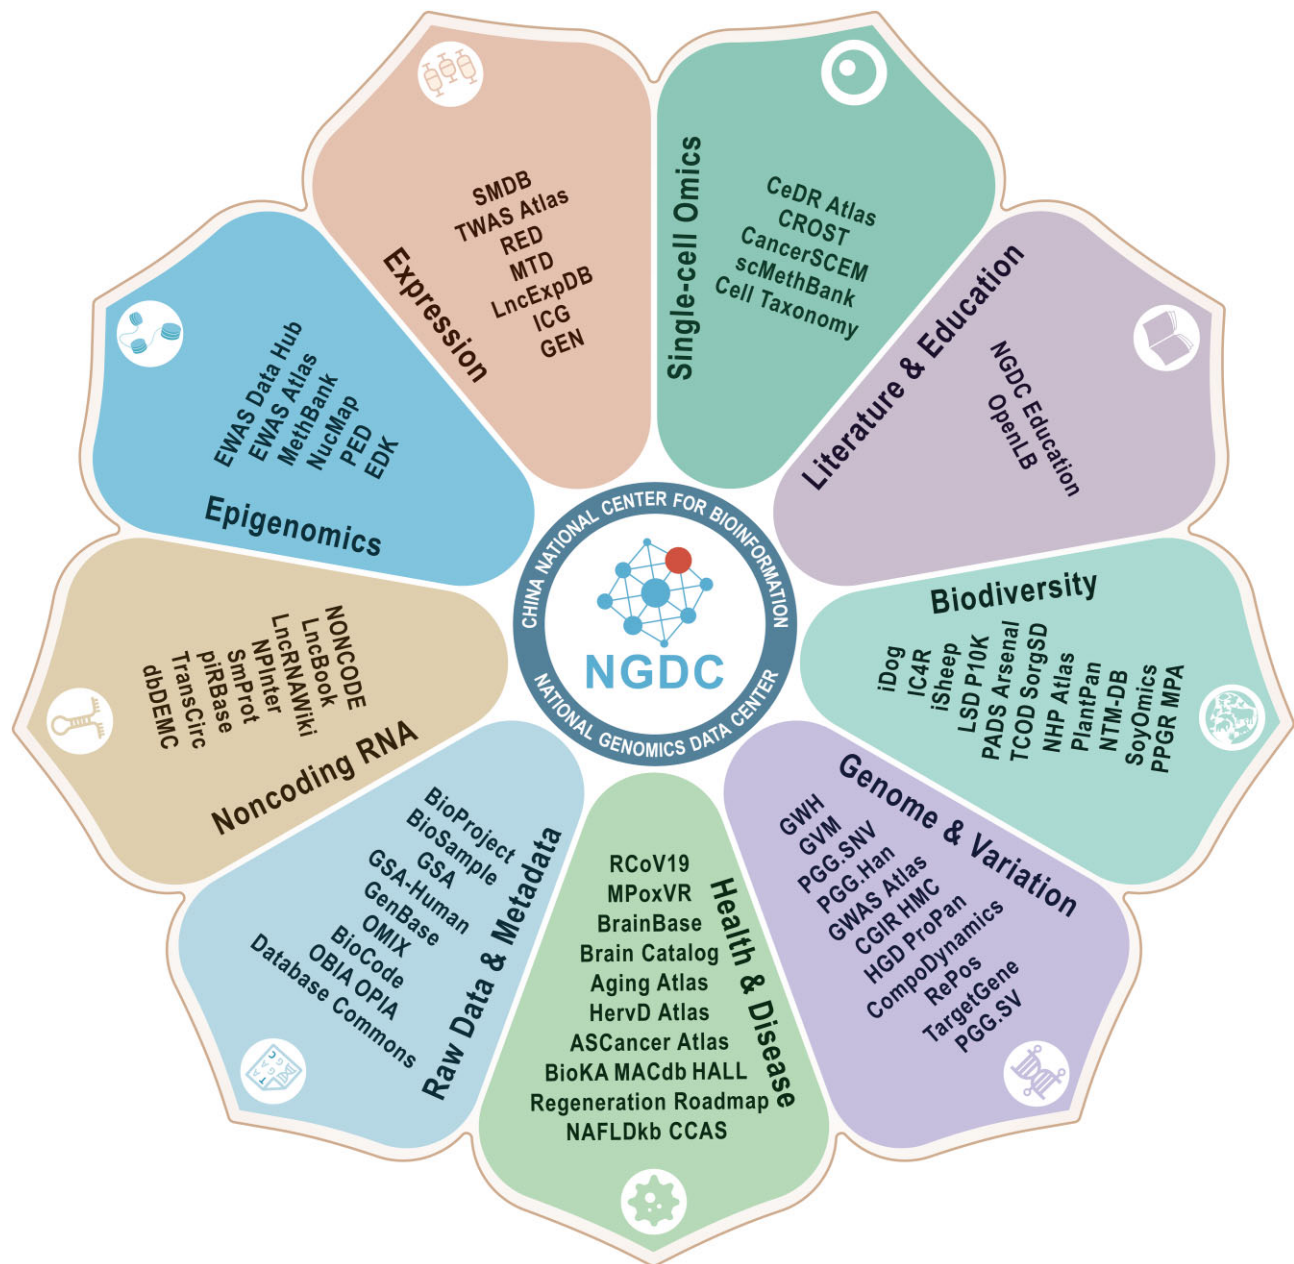 Expression
SMDB
TWAS Atlas
RED
MTD
LncExpDB
ICG
GEN
Single-cell Omics
CeDR Atlas
CROST
CancerSCEM
scMethBank
Cell Taxonomy
Literature & Education
NGDC Education
OpenLB
Biodiversity
iDog
IC4R
iSheep
LSD P10K
PADS Arsenal
TCOD SorgSD
NHP Atlas
PlantPan
NTM-DB
SoyOmics
PPGR MPA
Genome & Variation
GWH
GVM
PGG.SNV
PGG.Han
GWAS Atlas
CGIR HMC
HGD ProPan
CompoDynamics
RePos
TargetGene
PGG.SV
Health & Disease
RCoV19
MPoxVR
BrainBase
Brain Catalog
Aging Atlas
HervD Atlas
ASCancer Atlas
BioKA MACdb HALL
Regeneration Roadmap
NAFLDkb CCAS
Raw Data & Metadata
BioProject
BioSample
GSA
GSA-Human
GenBase
OMIX
BioCode
OBIA OPIA
Database Commons
Noncoding RNA
NONCODE
LncBook
LncRNAWiki
NPInter
SmProt
piRBase
TransCirc
dbDEMC
Epigenomics
EWAS Data Hub
EWAS Atlas
MethBank
NucMap
PED
EDK
CHINA NATIONAL CENTER FOR BIOINFORMATION
NGDC
NATIONAL GENOMICS DATA CENTER